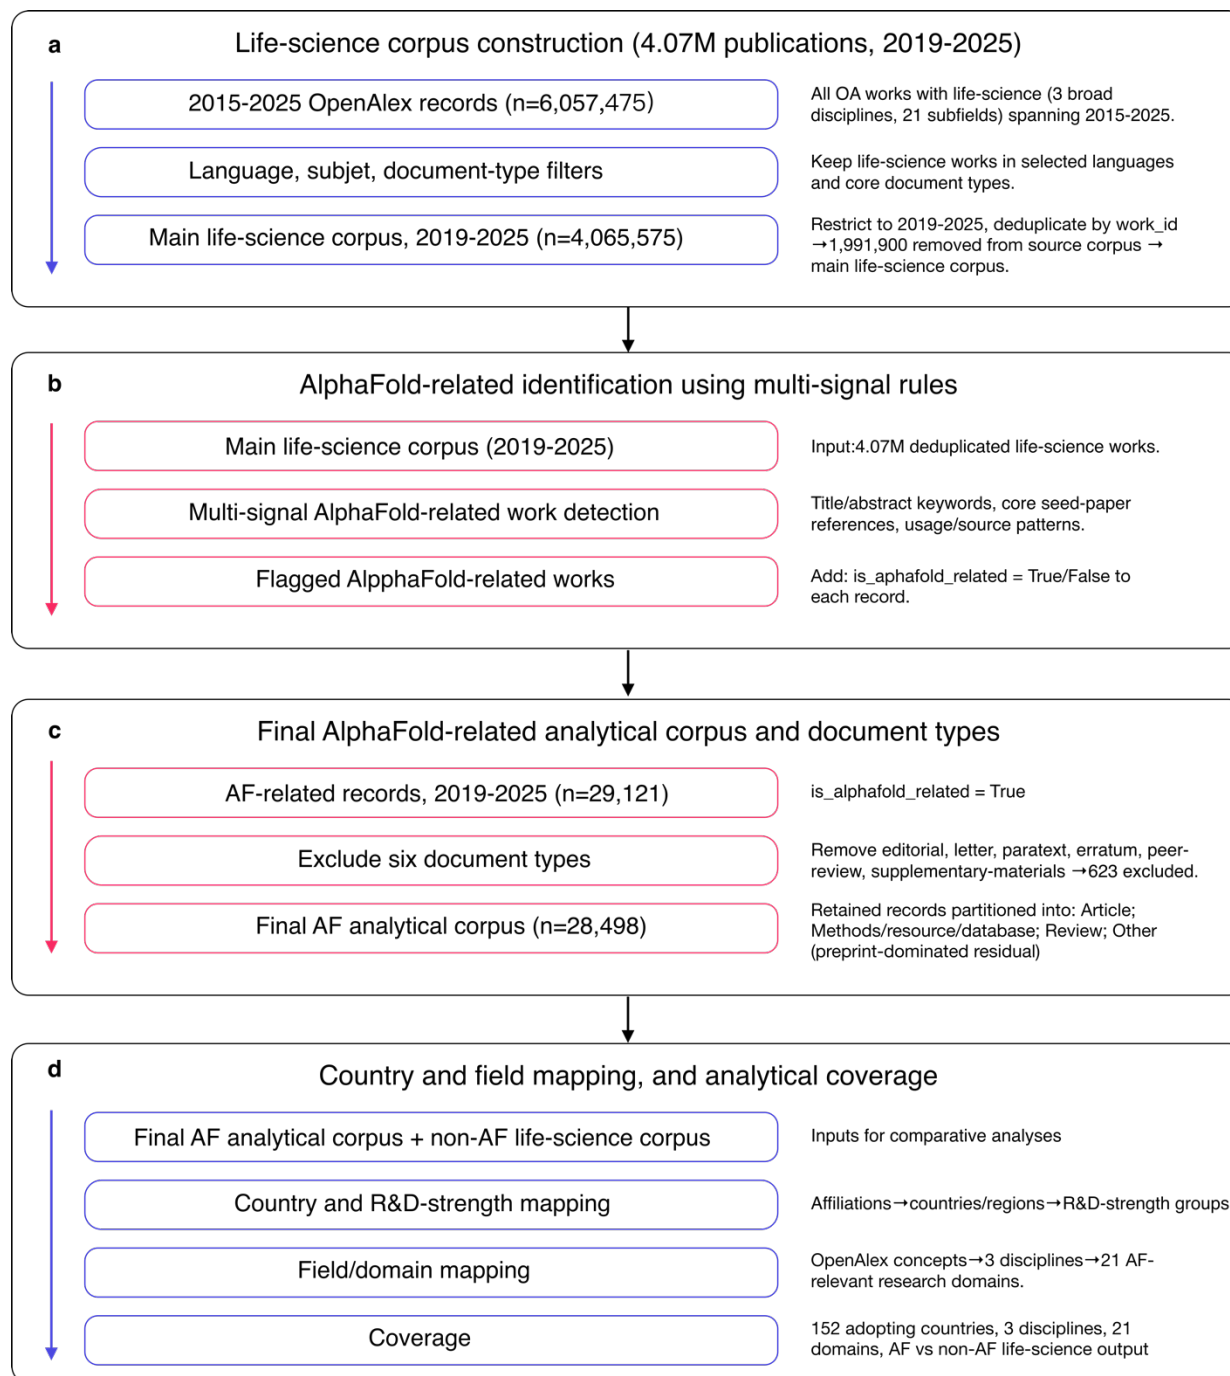 a
Life-science corpus construction (4.07M publications, 2019-2025)
2015-2025 OpenAlex records (n=6,057,475)
All OA works with life-science (3 broad
disciplines, 21 subfields) spanning 2015-2025.
Language, subjet, document-type filters
Keep life-science works in selected languages
and core document types.
Main life-science corpus, 2019-2025 (n=4,065,575)
Restrict to 2019-2025, deduplicate by work_id
→1,991,900 removed from source corpus →
main life-science corpus.
b
AlphaFold-related identification using multi-signal rules
Main life-science corpus (2019-2025)
Input:4.07M deduplicated life-science works.
Multi-signal AlphaFold-related work detection
Title/abstract keywords, core seed-paper
references, usage/source patterns.
Flagged AlpphaFold-related works
Add: is_aphafold_related = True/False to
each record.
c
Final AlphaFold-related analytical corpus and document types
AF-related records, 2019-2025 (n=29,121)
is_alphafold_related = True
Exclude six document types
Remove editorial, letter, paratext, erratum, peer-
review, supplementary-materials →623 excluded.
Final AF analytical corpus (n=28,498)
Retained records partitioned into: Article;
Methods/resource/database; Review; Other
(preprint-dominated residual)
d
Country and field mapping, and analytical coverage
Final AF analytical corpus + non-AF life-science corpus
Inputs for comparative analyses
Country and R&D-strength mapping
Affiliations→countries/regions→R&D-strength groups
Field/domain mapping
OpenAlex concepts→3 disciplines→21 AF-
relevant research domains.
Coverage
152 adopting countries, 3 disciplines, 21
domains, AF vs non-AF life-science output